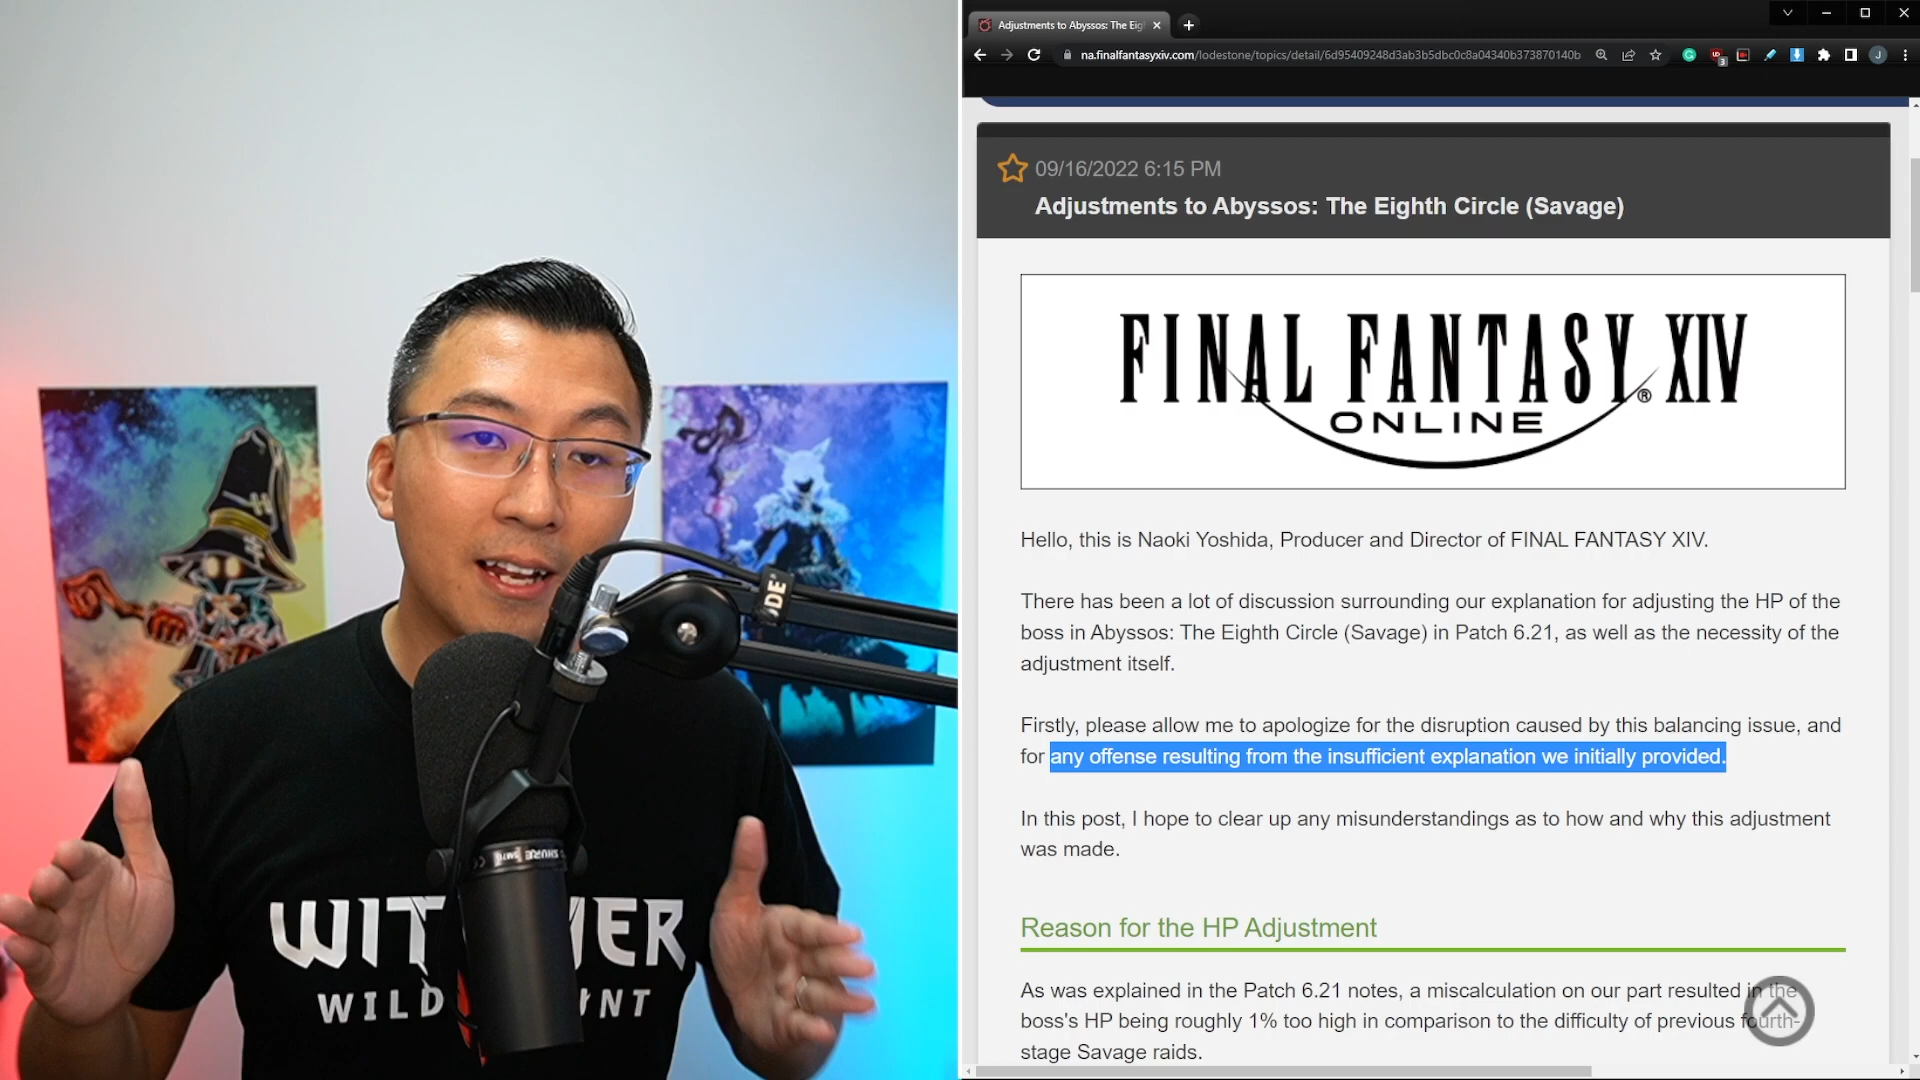 Adjustments to Abyssos: The Eig
na.finalfantasyxiv.com/lodestone/topics/detail/6d95409248d3ab3b5dbc0c8a04340b373870140b
3
J
09/16/2022 6:15 PM
Adjustments to Abyssos: The Eighth Circle (Savage)
FINAL FANTASY XIV
®
ONLINE
Hello, this is Naoki Yoshida, Producer and Director of FINAL FANTASY XIV.
There has been a lot of discussion surrounding our explanation for adjusting the HP of the
boss in Abyssos: The Eighth Circle (Savage) in Patch 6.21, as well as the necessity of the
adjustment itself.
Firstly, please allow me to apologize for the disruption caused by this balancing issue, and
for any offense resulting from the insufficient explanation we initially provided.
In this post, I hope to clear up any misunderstandings as to how and why this adjustment
was made.
Reason for the HP Adjustment
As was explained in the Patch 6.21 notes, a miscalculation on our part resulted in the
boss's HP being roughly 1% too high in comparison to the difficulty of previous fourth-
stage Savage raids.
SHURE
WIT ER
WILD UNT